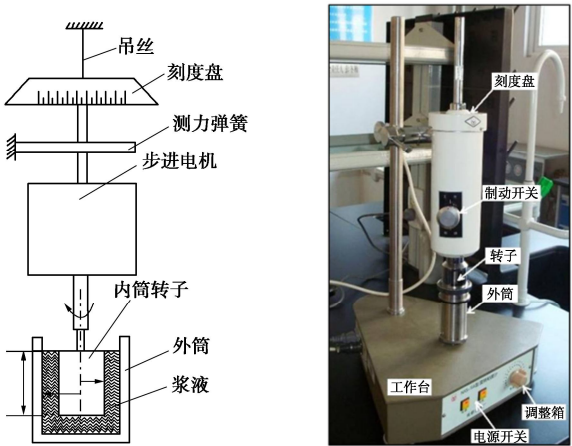 吊丝
刻度盘
测力弹簧
步进电机
内筒转子
外筒
浆液
刻度盘
制动开关
转子
外筒
工作台
调整箱
电源开关